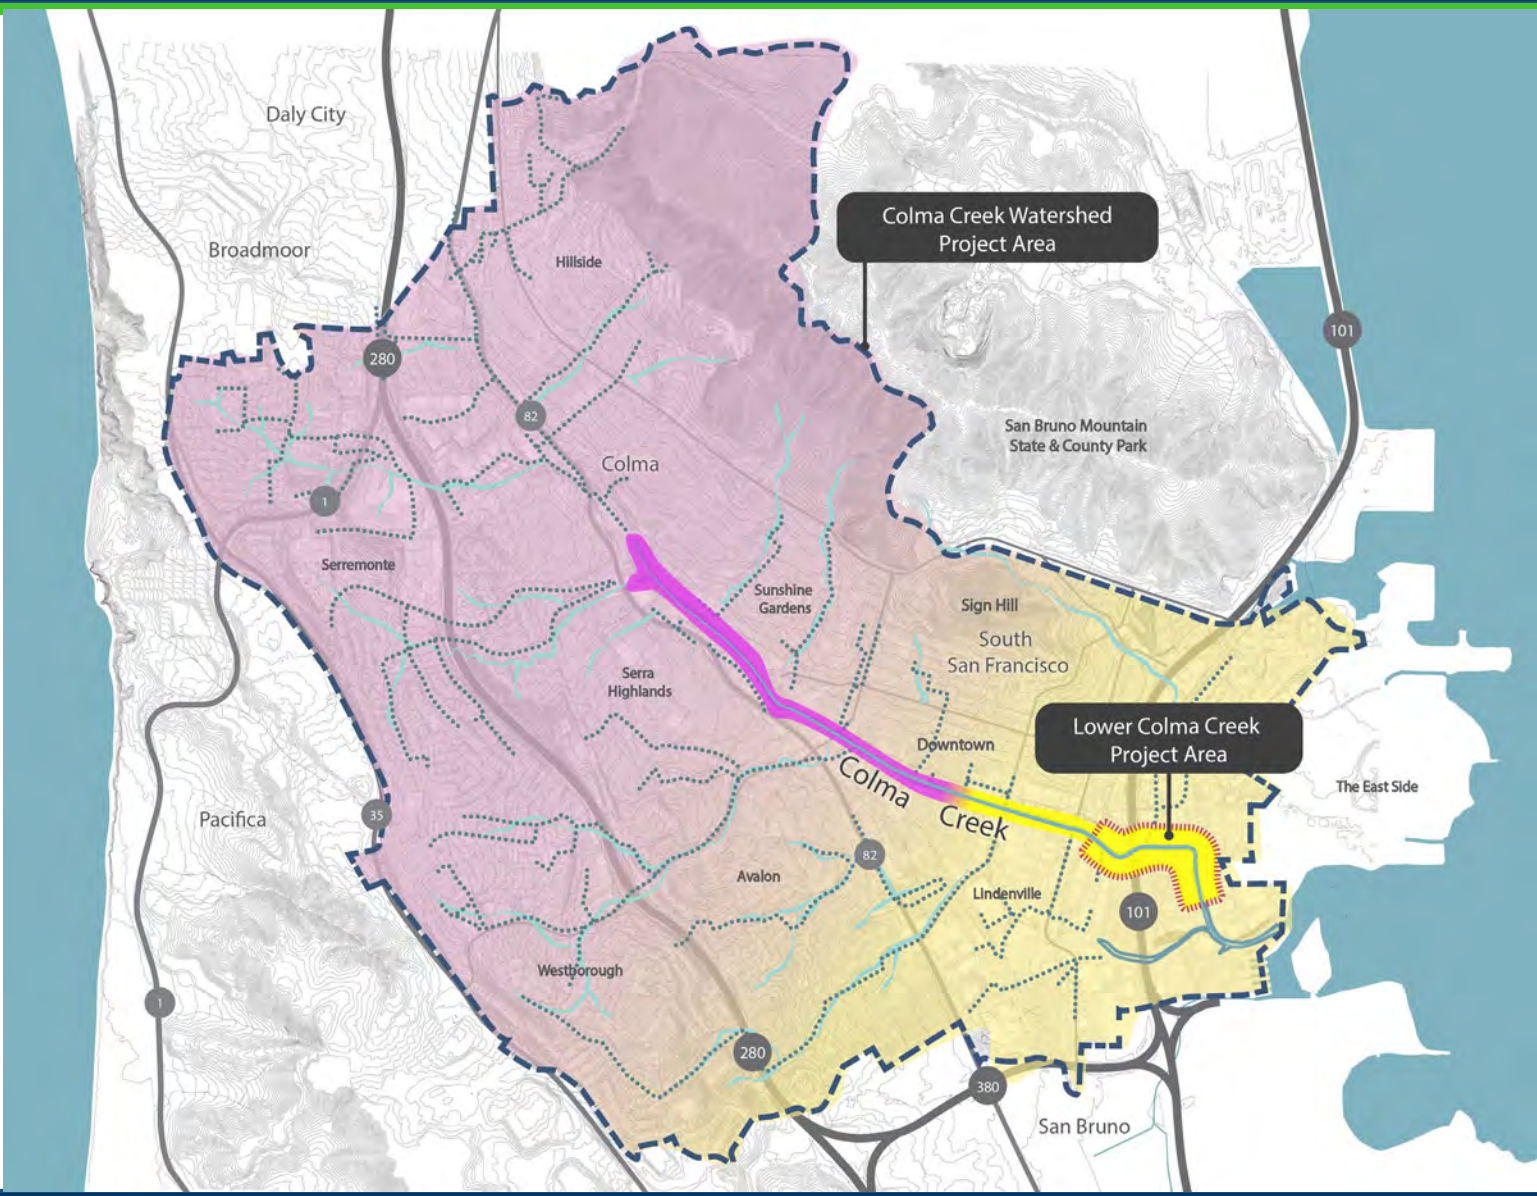 Daly City
Colma Creek Watershed
Project Area
Broadmoor
Hillside
101
280
82
San Bruno Mountain
State & County Park
Colma
1
Serremonte
Sunshine
Gardens
Sign Hill
South
San Francisco
Serra
Highlands
Lower Colma Creek
Project Area
Downtown
Colma
Creek
The East Side
35
Pacifica
82
Avalon
Lindenville
101
Westborough
1
280
380
San Bruno